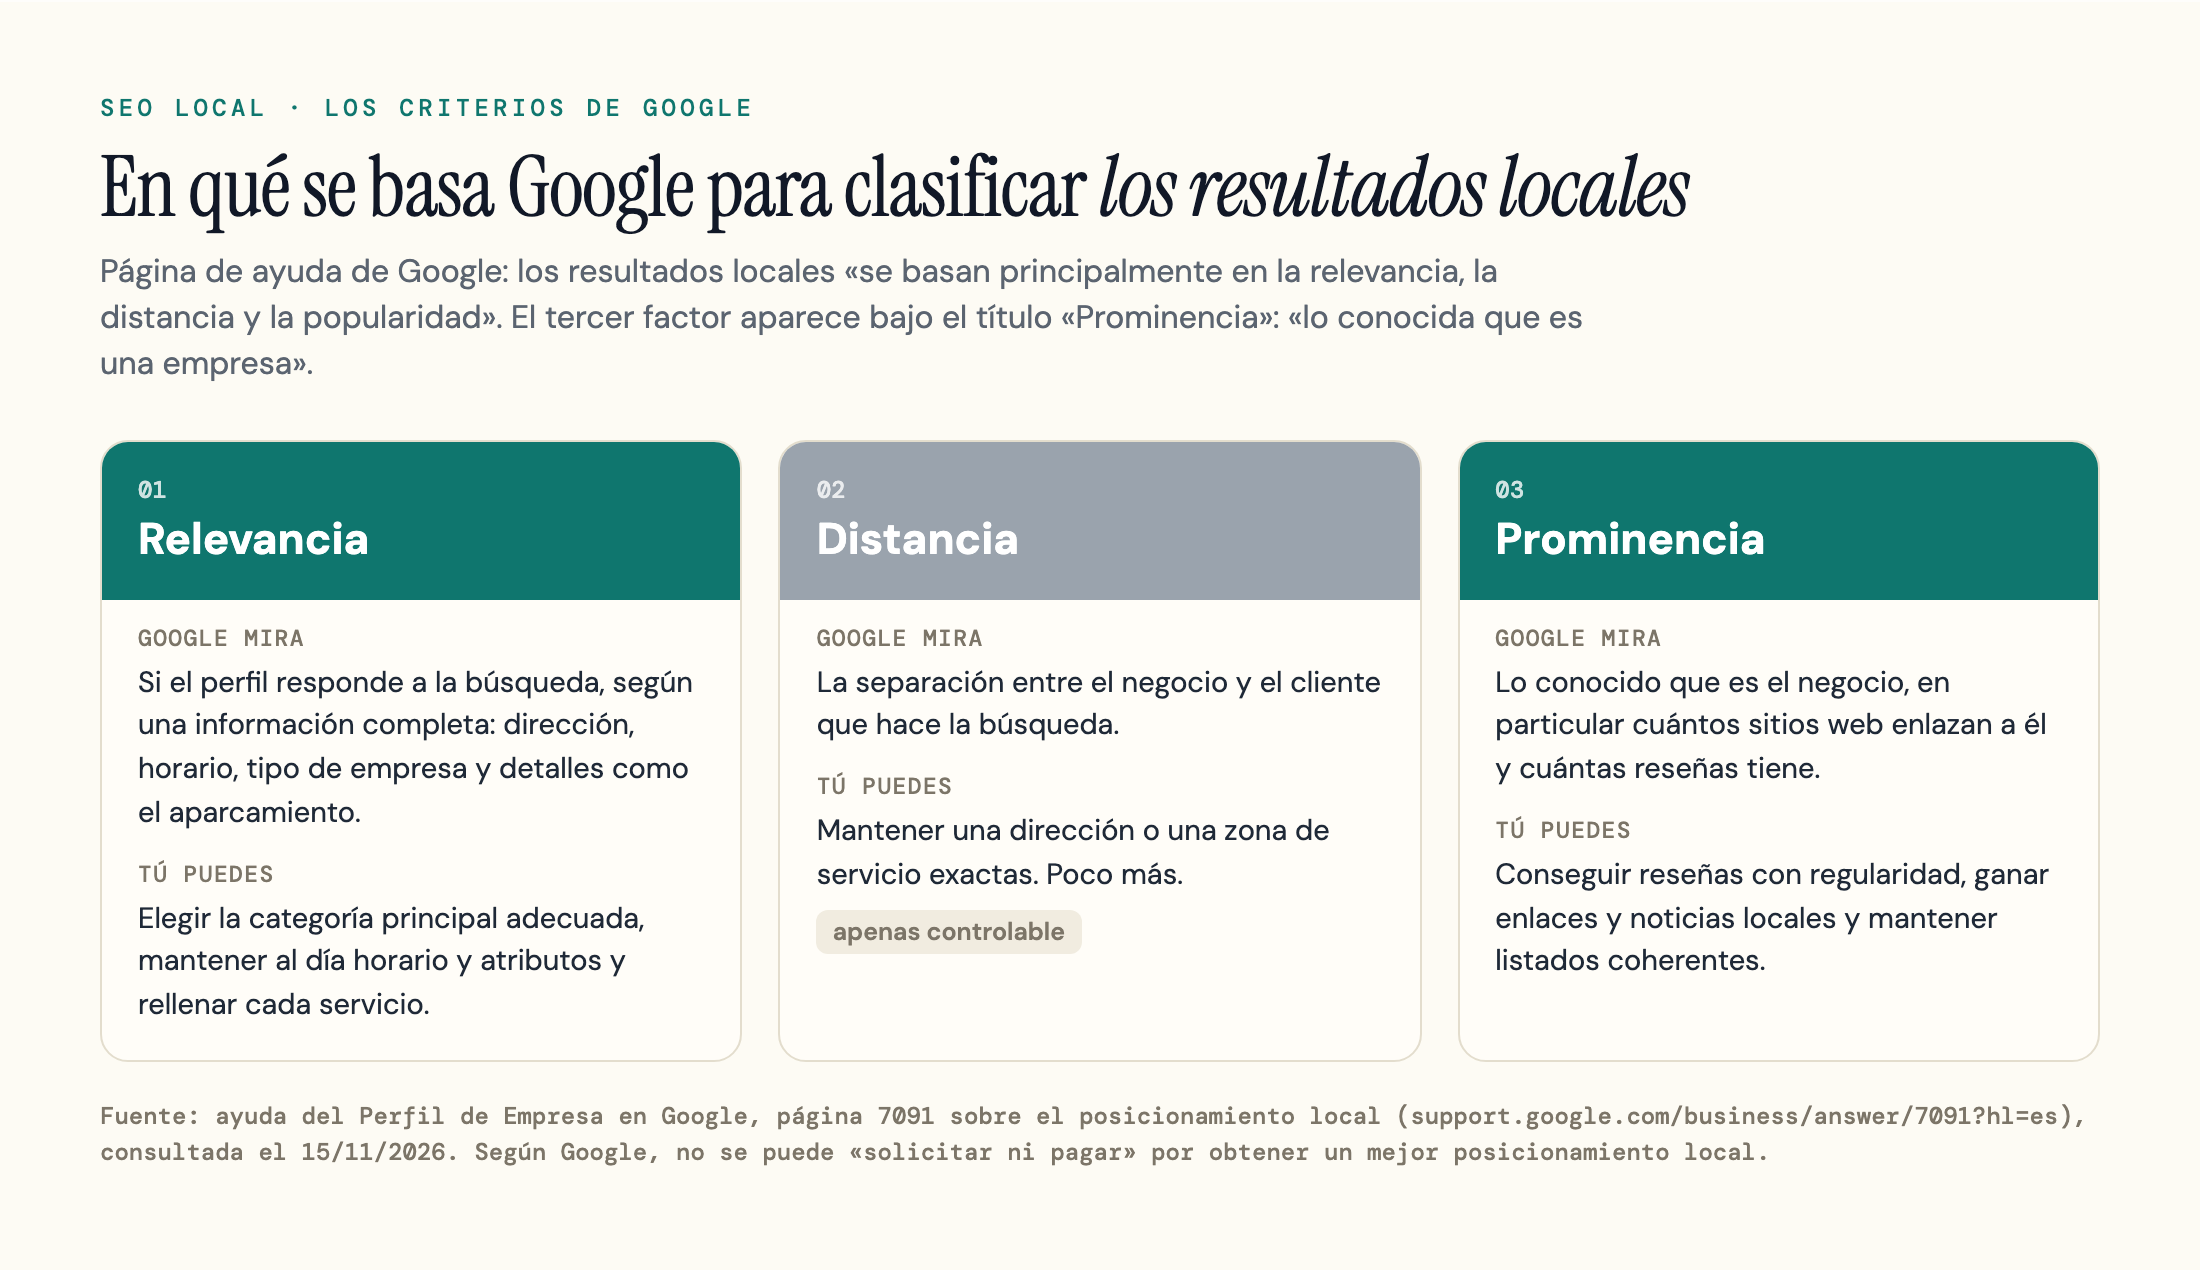 SEO LOCAL · LOS CRITERIOS DE GOOGLE
En qué se basa Google para clasificar los resultados locales
Página de ayuda de Google: los resultados locales «se basan principalmente en la relevancia, la
distancia y la popularidad». El tercer factor aparece bajo el título «Prominencia»: «lo conocida que es
una empresa».
01
Relevancia
GOOGLE MIRA
Si el perfil responde a la búsqueda, según
una información completa: dirección,
horario, tipo de empresa y detalles como
el aparcamiento.
TÚ PUEDES
Elegir la categoría principal adecuada,
mantener al día horario y atributos y
rellenar cada servicio.
02
Distancia
GOOGLE MIRA
La separación entre el negocio y el cliente
que hace la búsqueda.
TÚ PUEDES
Mantener una dirección o una zona de
servicio exactas. Poco más.
apenas controlable
03
Prominencia
GOOGLE MIRA
Lo conocido que es el negocio, en
particular cuántos sitios web enlazan a él
y cuántas reseñas tiene.
TÚ PUEDES
Conseguir reseñas con regularidad, ganar
enlaces y noticias locales y mantener
listados coherentes.
Fuente: ayuda del Perfil de Empresa en Google, página 7091 sobre el posicionamiento local (support.google.com/business/answer/7091?hl=es),
consultada el 15/11/2026. Según Google, no se puede «solicitar ni pagar» por obtener un mejor posicionamiento local.